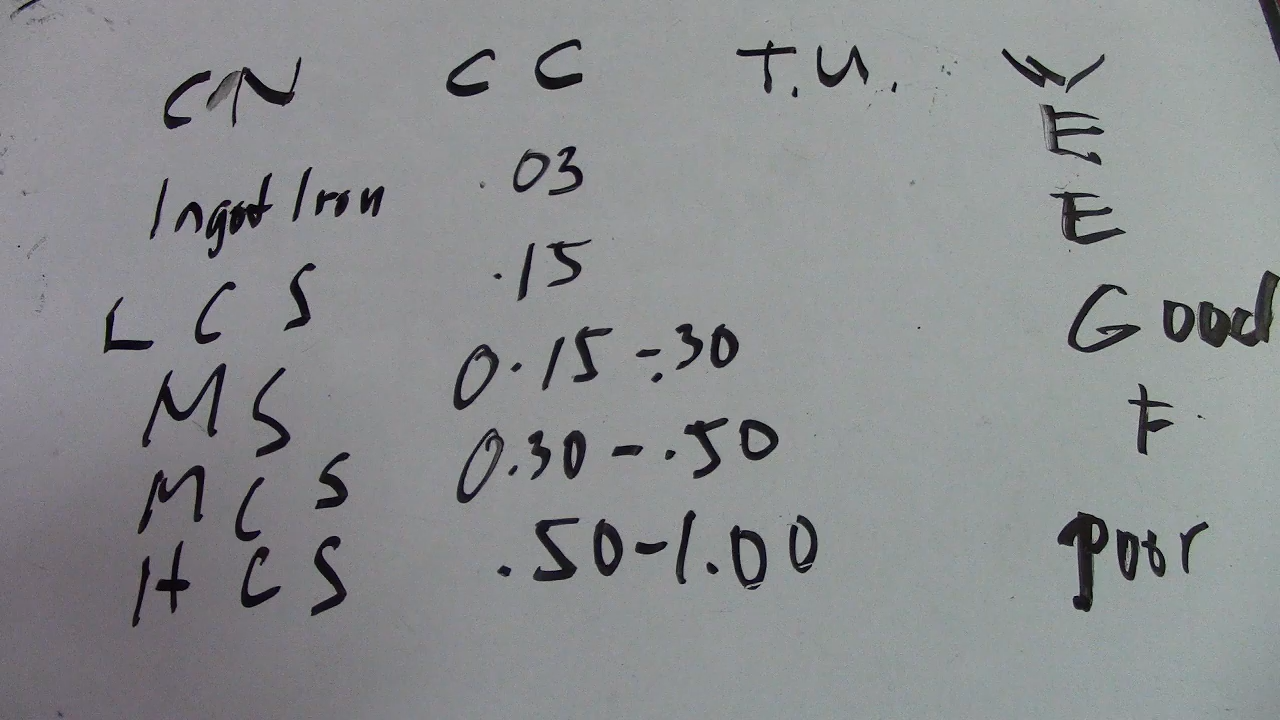 CN CC T.U. W
Ingot Iron .03 E
LCS .15 E
MS 0.15-.30 Good
MCS 0.30-.50 F
HCS .50-1.00 Poor